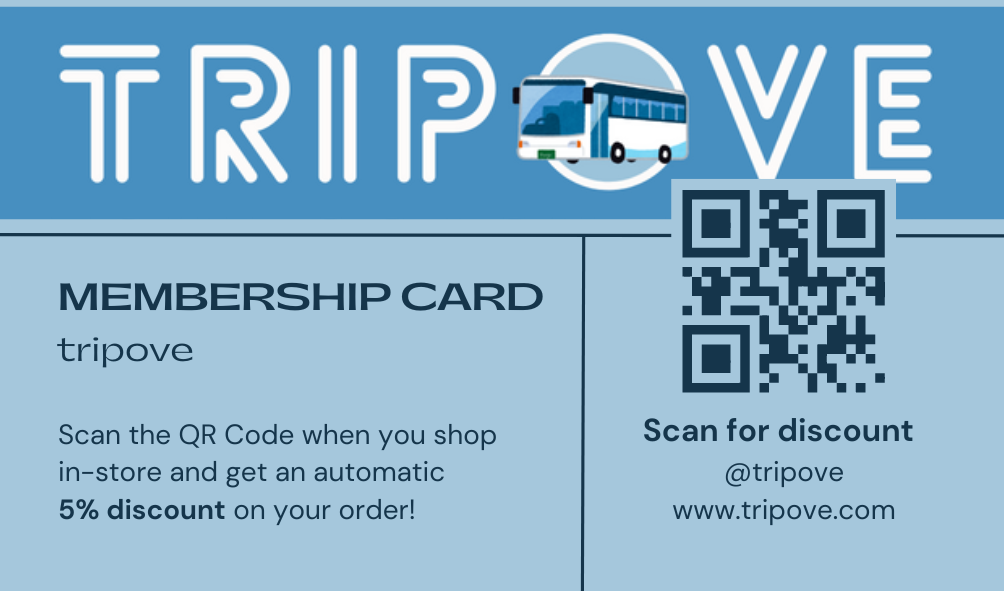 TRIPOVE
MEMBERSHIP CARD
tripove
Scan the QR Code when you shop
in-store and get an automatic
5% discount on your order!
Scan for discount
@tripove
www.tripove.com